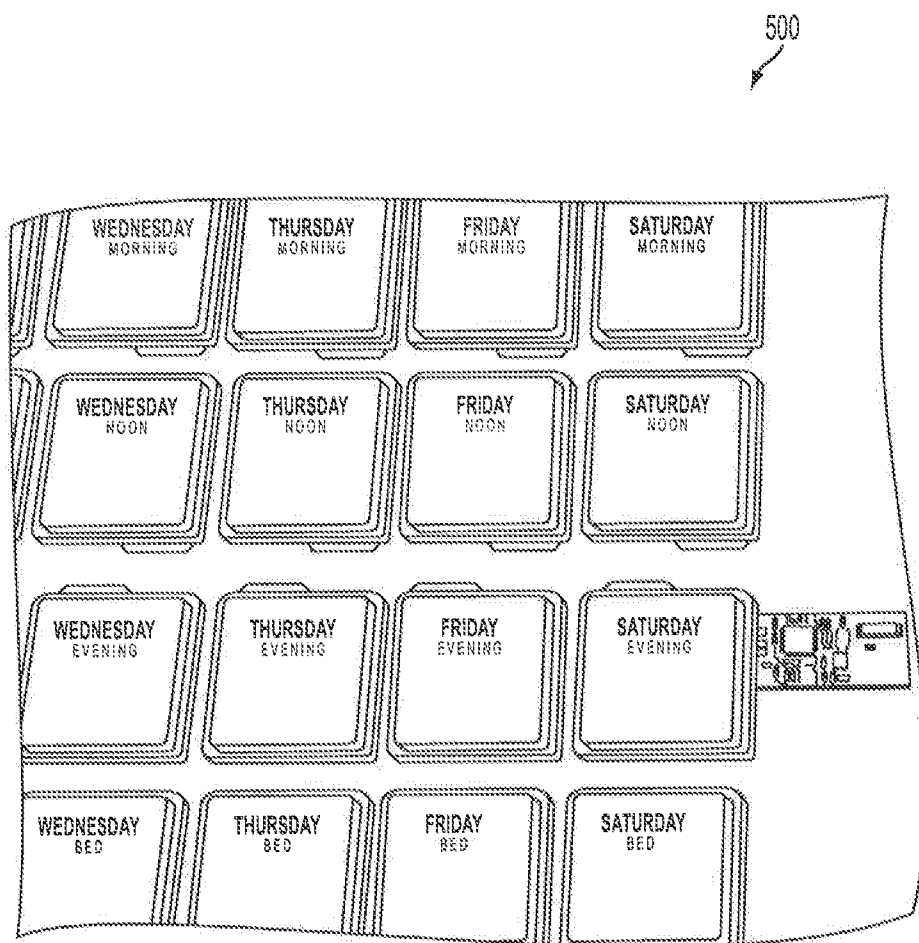 500
WEDNESDAY
MORNING
THURSDAY
MORNING
FRIDAY
MORNING
SATURDAY
MORNING
WEDNESDAY
NOON
THURSDAY
NOON
FRIDAY
NOON
SATURDAY
NOON
WEDNESDAY
EVENING
THURSDAY
EVENING
FRIDAY
EVENING
SATURDAY
EVENING
WEDNESDAY
BED
THURSDAY
BED
FRIDAY
BED
SATURDAY
BED